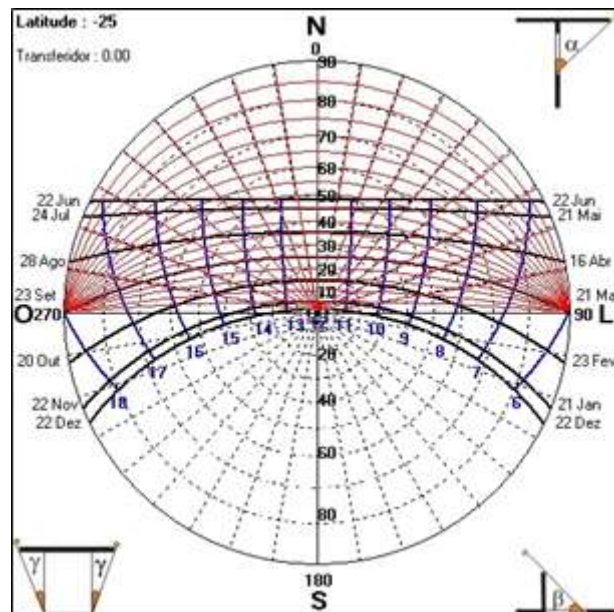 Latitude : -25
Transferidor : 0.00
N
0
90
80
70
60
50
40
30
20
10
α
22 Jun
24 Jul
28 Ago
23 Set
O 270
20 Out
22 Nov
22 Dez
22 Jun
21 Mai
16 Abr
21 Ma
90 L
23 Fev
21 Jan
22 Dez
18
17
16
15
14
13
11
10
9
8
7
6
20
40
60
80
180
S
γ
γ
β